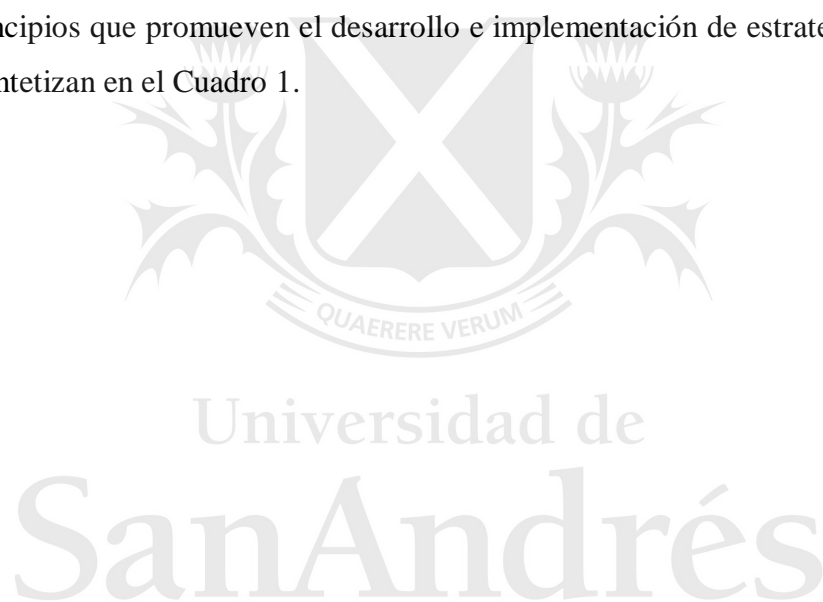 ncipios que promueven el desarrollo e implementación de estrate
ntetizan en el Cuadro 1.
QUAERERE VERUM
Universidad de
SanAndrés